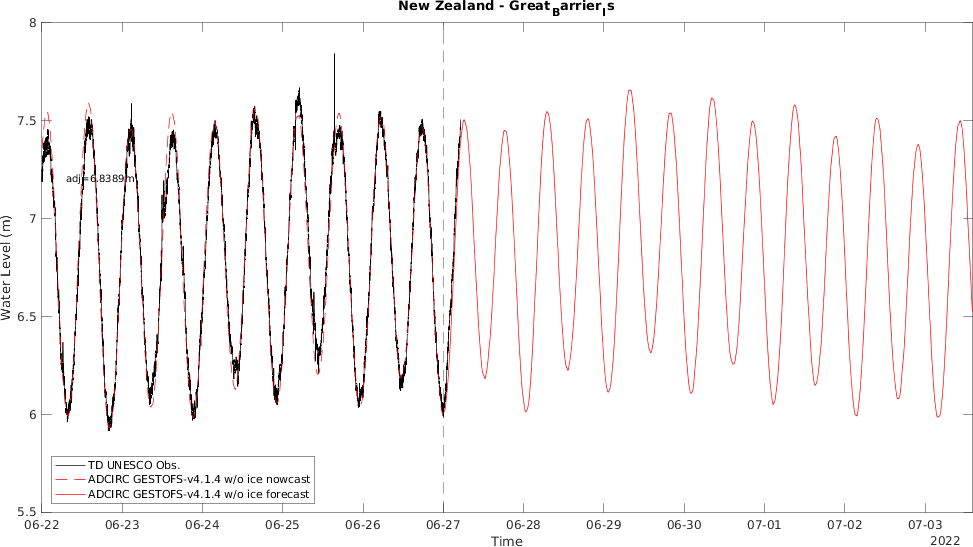 New Zealand - Great_Barrier_Is
8
7.5
7
6.5
6
5.5
Water Level (m)
adj=6.8389m
TD UNESCO Obs.
ADCIRC GESTOFS-v4.1.4 w/o ice nowcast
ADCIRC GESTOFS-v4.1.4 w/o ice forecast
06-22 06-23 06-24 06-25 06-26 06-27 06-28 06-29 06-30 07-01 07-02 07-03
Time
2022